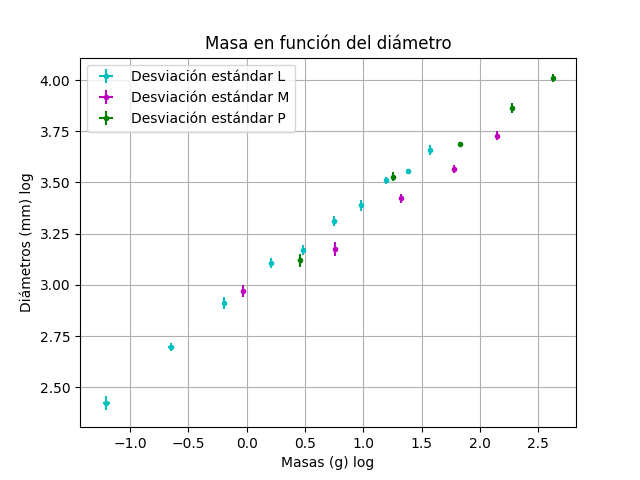 Masa en función del diámetro
Desviación estándar L
Desviación estándar M
Desviación estándar P
Diámetros (mm) log
4.00
3.75
3.50
3.25
3.00
2.75
2.50
−1.0 −0.5 0.0 0.5 1.0 1.5 2.0 2.5
Masas (g) log